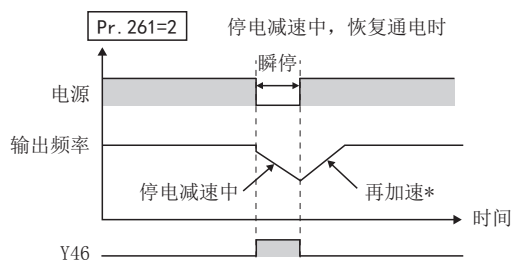 Pr.261=2
停电减速中，恢复通电时
瞬停
电源
输出频率
停电减速中
再加速*
时间
Y46